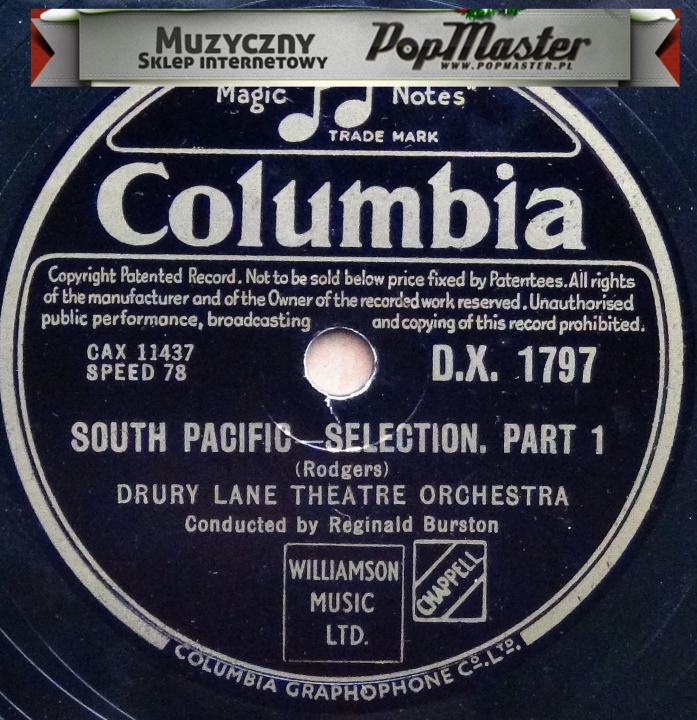 MUZYCZNY
SKLEP INTERNETOWY
PopMaster
WWW.POPMASTER.PL
Magic Notes"
TRADE MARK
Columbia
Copyright Patented Record. Not to be sold below price fixed by Patentees. All rights
of the manufacturer and of the Owner of the recorded work reserved. Unauthorised
public performance, broadcasting and copying of this record prohibited.
CAX 11437
SPEED 78
D.X. 1797
SOUTH PACIFIC—SELECTION. PART 1
(Rodgers)
DRURY LANE THEATRE ORCHESTRA
Conducted by Reginald Burston
WILLIAMSON
MUSIC
LTD.
CHAPPELL
COLUMBIA GRAPHOPHONE CO. LTD.